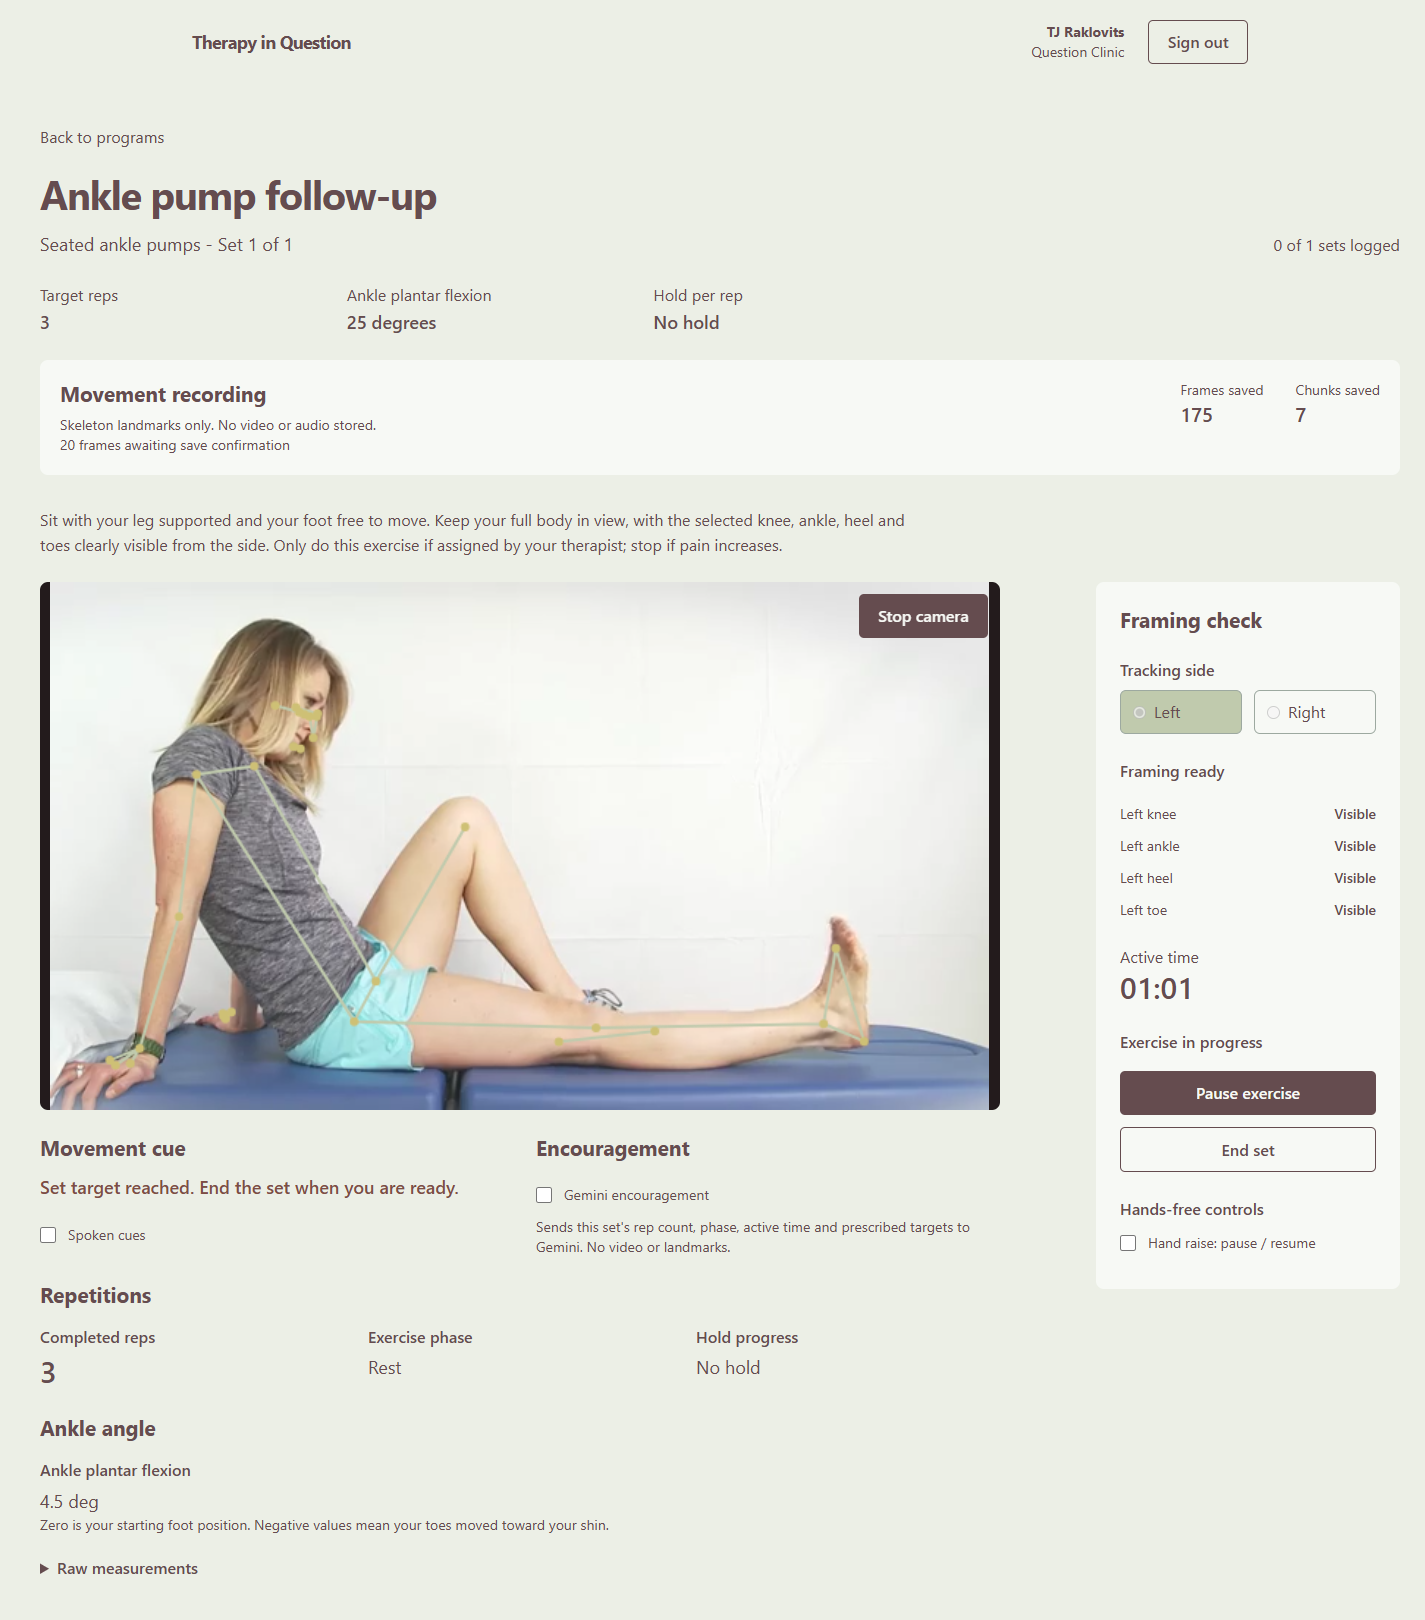 Therapy in Question
TJ Raklovits
Question Clinic
Sign out
Back to programs
Ankle pump follow-up
Seated ankle pumps - Set 1 of 1
0 of 1 sets logged
Target reps
3
Ankle plantar flexion
25 degrees
Hold per rep
No hold
Movement recording
Skeleton landmarks only. No video or audio stored.
20 frames awaiting save confirmation
Frames saved
175
Chunks saved
7
Sit with your leg supported and your foot free to move. Keep your full body in view, with the selected knee, ankle, heel and
toes clearly visible from the side. Only do this exercise if assigned by your therapist; stop if pain increases.
Stop camera
Framing check
Tracking side
Left
Right
Framing ready
Left knee Visible
Left ankle Visible
Left heel Visible
Left toe Visible
Active time
01:01
Exercise in progress
Pause exercise
End set
Hands-free controls
Hand raise: pause / resume
Movement cue
Set target reached. End the set when you are ready.
Spoken cues
Encouragement
Gemini encouragement
Sends this set's rep count, phase, active time and prescribed targets to
Gemini. No video or landmarks.
Repetitions
Completed reps
3
Exercise phase
Rest
Hold progress
No hold
Ankle angle
Ankle plantar flexion
4.5 deg
Zero is your starting foot position. Negative values mean your toes moved toward your shin.
Raw measurements